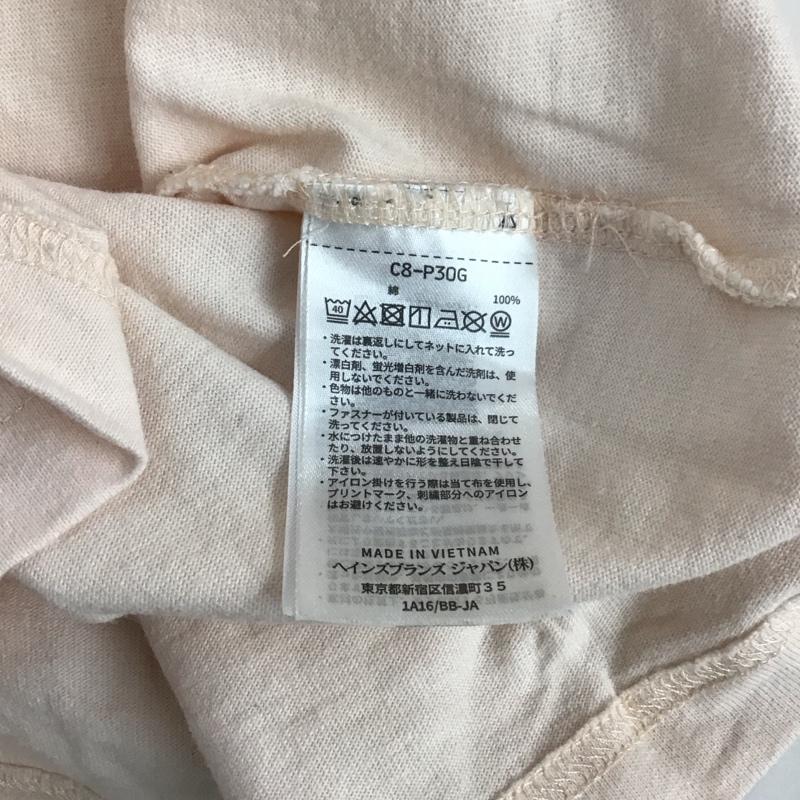 C8-P30G
綿 100%
40
W
・洗濯は裏返しにしてネットに入れて洗っ
てください。
・漂白剤、蛍光増白剤を含んだ洗剤は、使
用しないでください。
・色物は他のものと一緒に洗わないでくだ
さい。
・ファスナーが付いている製品は、閉じて
洗ってください。
・水につけたまま他の洗濯物と重ね合わせ
たり、放置しないようにしてください。
・洗濯後は速やかに形を整え日陰で干して
下さい。
・アイロン掛けを行う際は当て布を使用し、
プリントマーク、刺繍部分へのアイロン
はお避けください。
MADE IN VIETNAM
ヘインズブランズ ジャパン(株)
東京都新宿区信濃町35
1A16/BB-JA